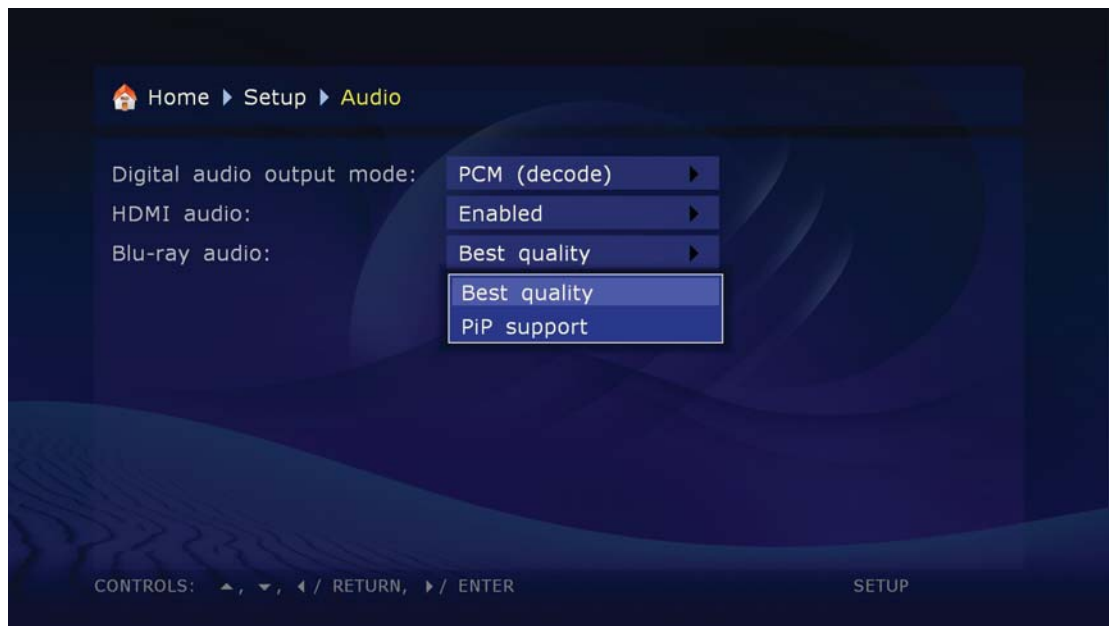 Home Setup Audio
Digital audio output mode: PCM (decode)
HDMI audio: Enabled
Blu-ray audio: Best quality
Best quality
PiP support
CONTROLS: ▲, ▼, ◀ / RETURN, ▶ / ENTER SETUP